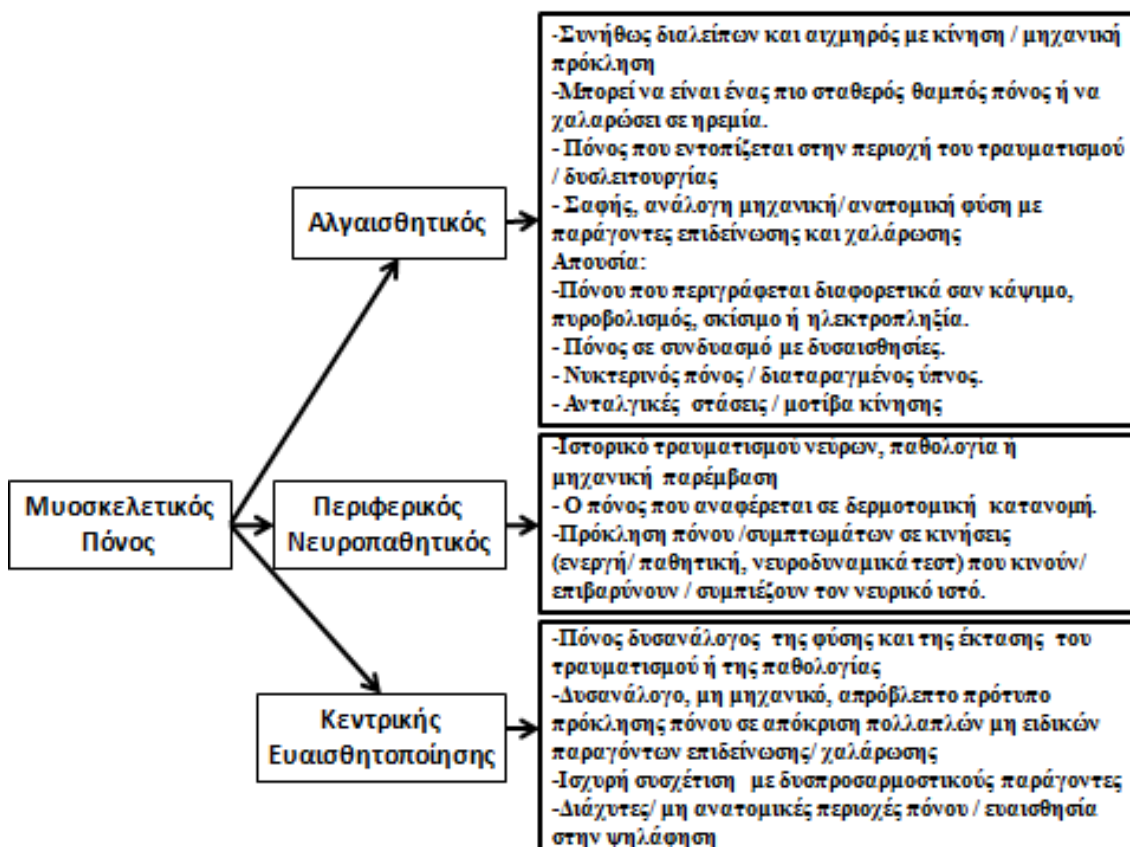 Μυοσκελετικός
Πόνος
Αλγαισθητικός
-Συνήθως διαλείπων και αιχμηρός με κίνηση / μηχανική
πρόκληση
-Μπορεί να είναι ένας πιο σταθερός θαμπός πόνος ή να
χαλαρώσει σε ηρεμία.
- Πόνος που εντοπίζεται στην περιοχή του τραυματισμού
/ δυσλειτουργίας
- Σαφής, ανάλογη μηχανική/ ανατομική φύση με
παράγοντες επιδείνωσης και χαλάρωσης
Απουσία:
-Πόνου που περιγράφεται διαφορετικά σαν κάψιμο,
πυροβολισμός, σκίσιμο ή ηλεκτροπληξία.
- Πόνος σε συνδυασμό με δυσαισθησίες.
- Νυκτερινός πόνος / διαταραγμένος ύπνος.
- Ανταλγικές στάσεις / μοτίβα κίνησης
Περιφερικός
Νευροπαθητικός
-Ιστορικό τραυματισμού νεύρων, παθολογία ή
μηχανική παρέμβαση
- Ο πόνος που αναφέρεται σε δερμοτομική κατανομή.
-Πρόκληση πόνου /συμπτωμάτων σε κινήσεις
(ενεργή/ παθητική, νευροδυναμικά τεστ) που κινούν/
επιβαρύνουν / συμπιέζουν τον νευρικό ιστό.
Κεντρικής
Ευαισθητοποίησης
-Πόνος δυσανάλογος της φύσης και της έκτασης του
τραυματισμού ή της παθολογίας
-Δυσανάλογο, μη μηχανικό, απρόβλεπτο πρότυπο
πρόκλησης πόνου σε απόκριση πολλαπλών μη ειδικών
παραγόντων επιδείνωσης/ χαλάρωσης
-Ισχυρή συσχέτιση με δυσπροσαρμοστικούς παράγοντες
-Διάχυτες/ μη ανατομικές περιοχές πόνου / ευαισθησία
στην ψηλάφηση